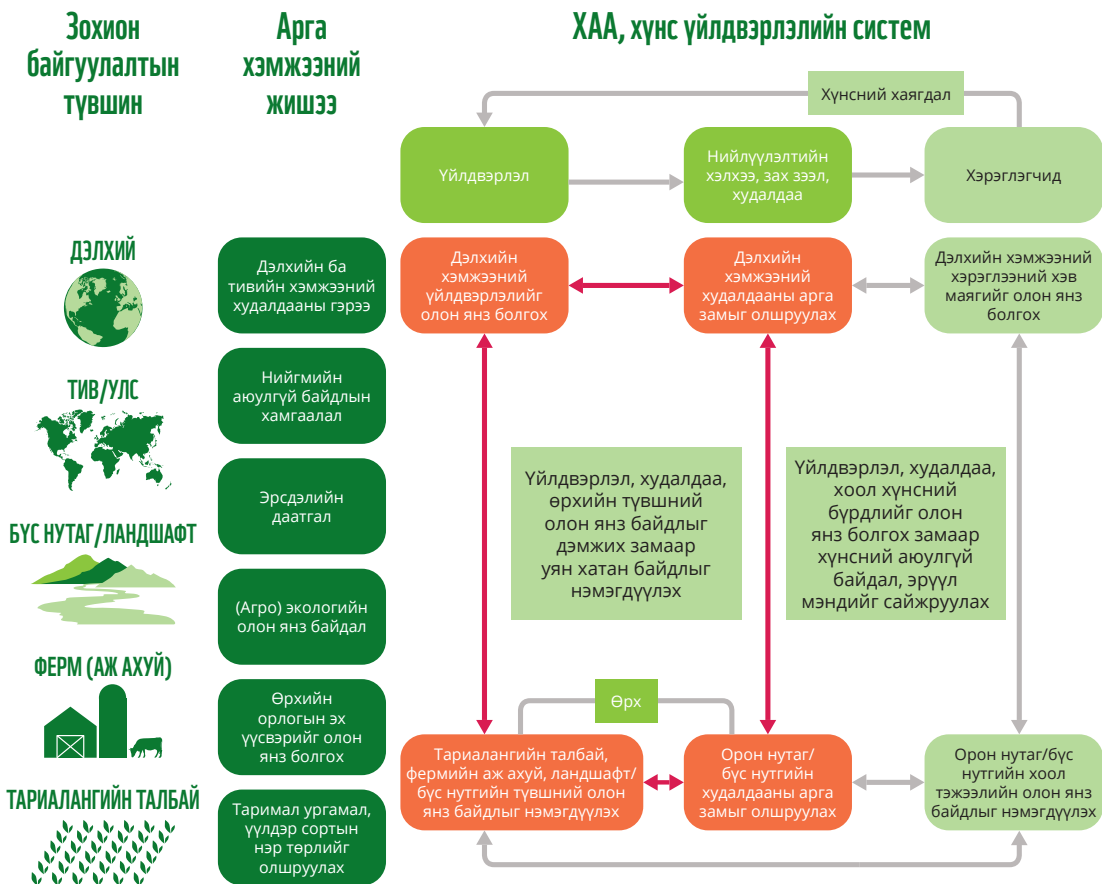 Зохион
байгуулалтын
түвшин
Арга
хэмжээний
жишээ
ХАА, хүнс үйлдвэрлэлийн систем
Хүнсний хаягдал
Үйлдвэрлэл
Нийлүүлэлтийн
хэлхээ, зах зээл,
худалдаа
Хэрэглэгчид
ДЭЛХИЙ
ТИВ/УЛС
БҮС НУТАГ/ЛАНДШАФТ
ФЕРМ (АЖ АХУЙ)
ТАРИАЛАНГИЙН ТАЛБАЙ
Дэлхийн ба
тивийн хэмжээний
худалдааны гэрээ
Нийгмийн
аюулгүй байдлын
хамгаалал
Эрсдэлийн
даатгал
(Агро) экологийн
олон янз байдал
Өрхийн
орлогын эх
үүсвэрийг олон
янз болгох
Таримал ургамал,
үүлдэр сортын
нэр төрлийг
олшруулах
Дэлхийн
хэмжээний
үйлдвэрлэлийг
олон янз болгох
Дэлхийн
хэмжээний
худалдааны арга
замыг олшруулах
Дэлхийн хэмжээний
хэрэглээний хэв
маягийг олон янз
болгох
Үйлдвэрлэл, худалдаа,
өрхийн түвшний
олон янз байдлыг
дэмжих замаар
уян хатан байдлыг
нэмэгдүүлэх
Үйлдвэрлэл, худалдаа,
хоол хүнсний
бүрдлийг олон
янз болгох замаар
хүнсний аюулгүй
байдал, эрүүл
мэндийг сайжруулах
Өрх
Тариалангийн талбай,
фермийн аж ахуй, ландшафт/
бүс нутгийн түвшний олон
янз байдлыг нэмэгдүүлэх
Орон нутаг/
бүс нутгийн
худалдааны арга
замыг олшруулах
Орон нутаг/бүс
нутгийн хоол
тэжээлийн олон янз
байдлыг нэмэгдүүлэх